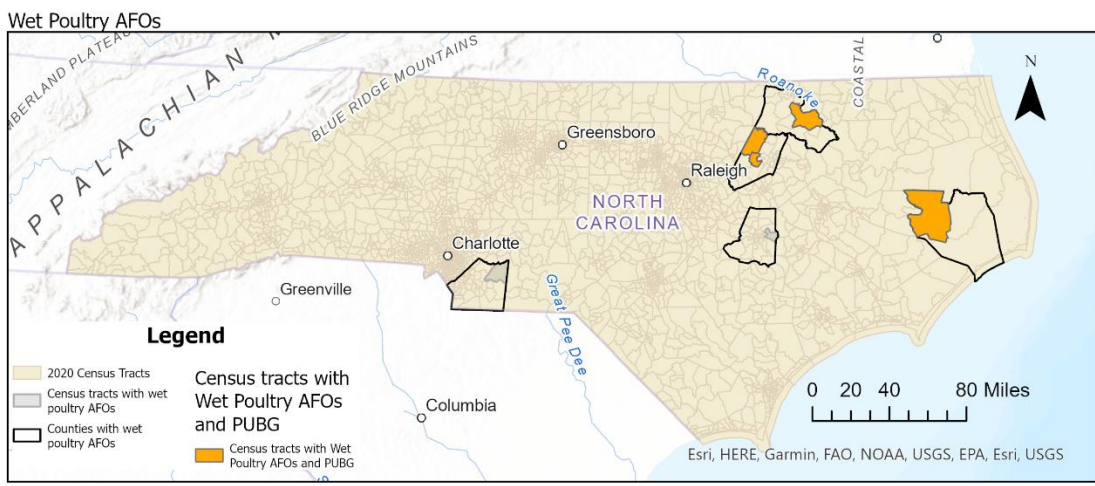 Wet Poultry AFOs
MBERLAND PLATEAU
APPALACHIAN M
BLUE RIDGE MOUNTAINS
COASTAL
Roanoke
N
Greensboro
Raleigh
NORTH
CAROLINA
Charlotte
Greenville
Great Pee Dee
Columbia
Legend
2020 Census Tracts
Census tracts with wet
poultry AFOs
Counties with wet
poultry AFOs
Census tracts with
Wet Poultry AFOs
and PUBG
Census tracts with Wet
Poultry AFOs and PUBG
0 20 40 80 Miles
Esri, HERE, Garmin, FAO, NOAA, USGS, EPA, Esri, USGS